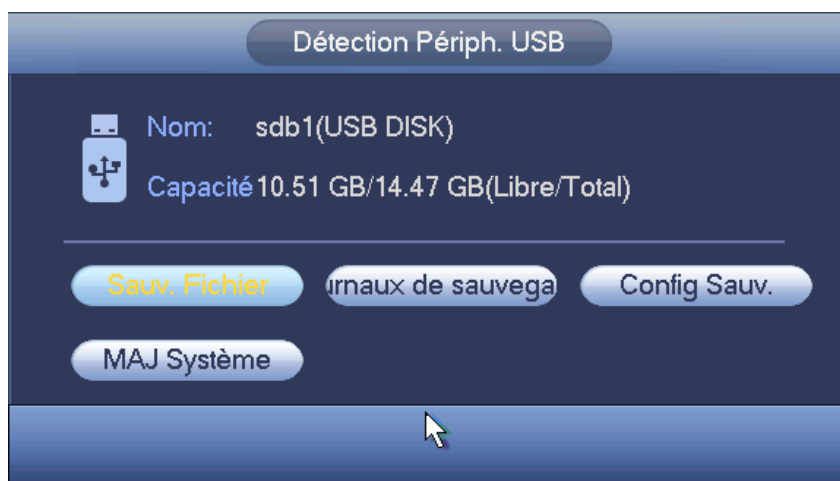 Détection Périph. USB
Nom: sdb1(USB DISK)
Capacité 10.51 GB/14.47 GB(Libre/Total)
Sauv. Fichier urnaux de sauvega Config Sauv.
MAJ Système